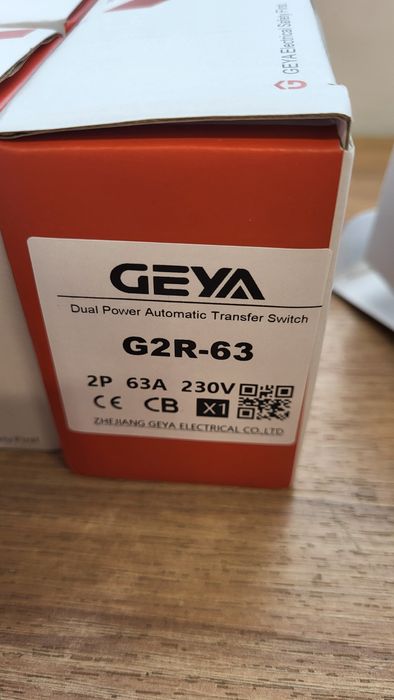 GEYA Electrical Safety First.
GEYA
Dual Power Automatic Transfer Switch
G2R-63
2P 63A 230V
CE CB X1
ZHEJIANG GEYA ELECTRICAL CO.,LTD